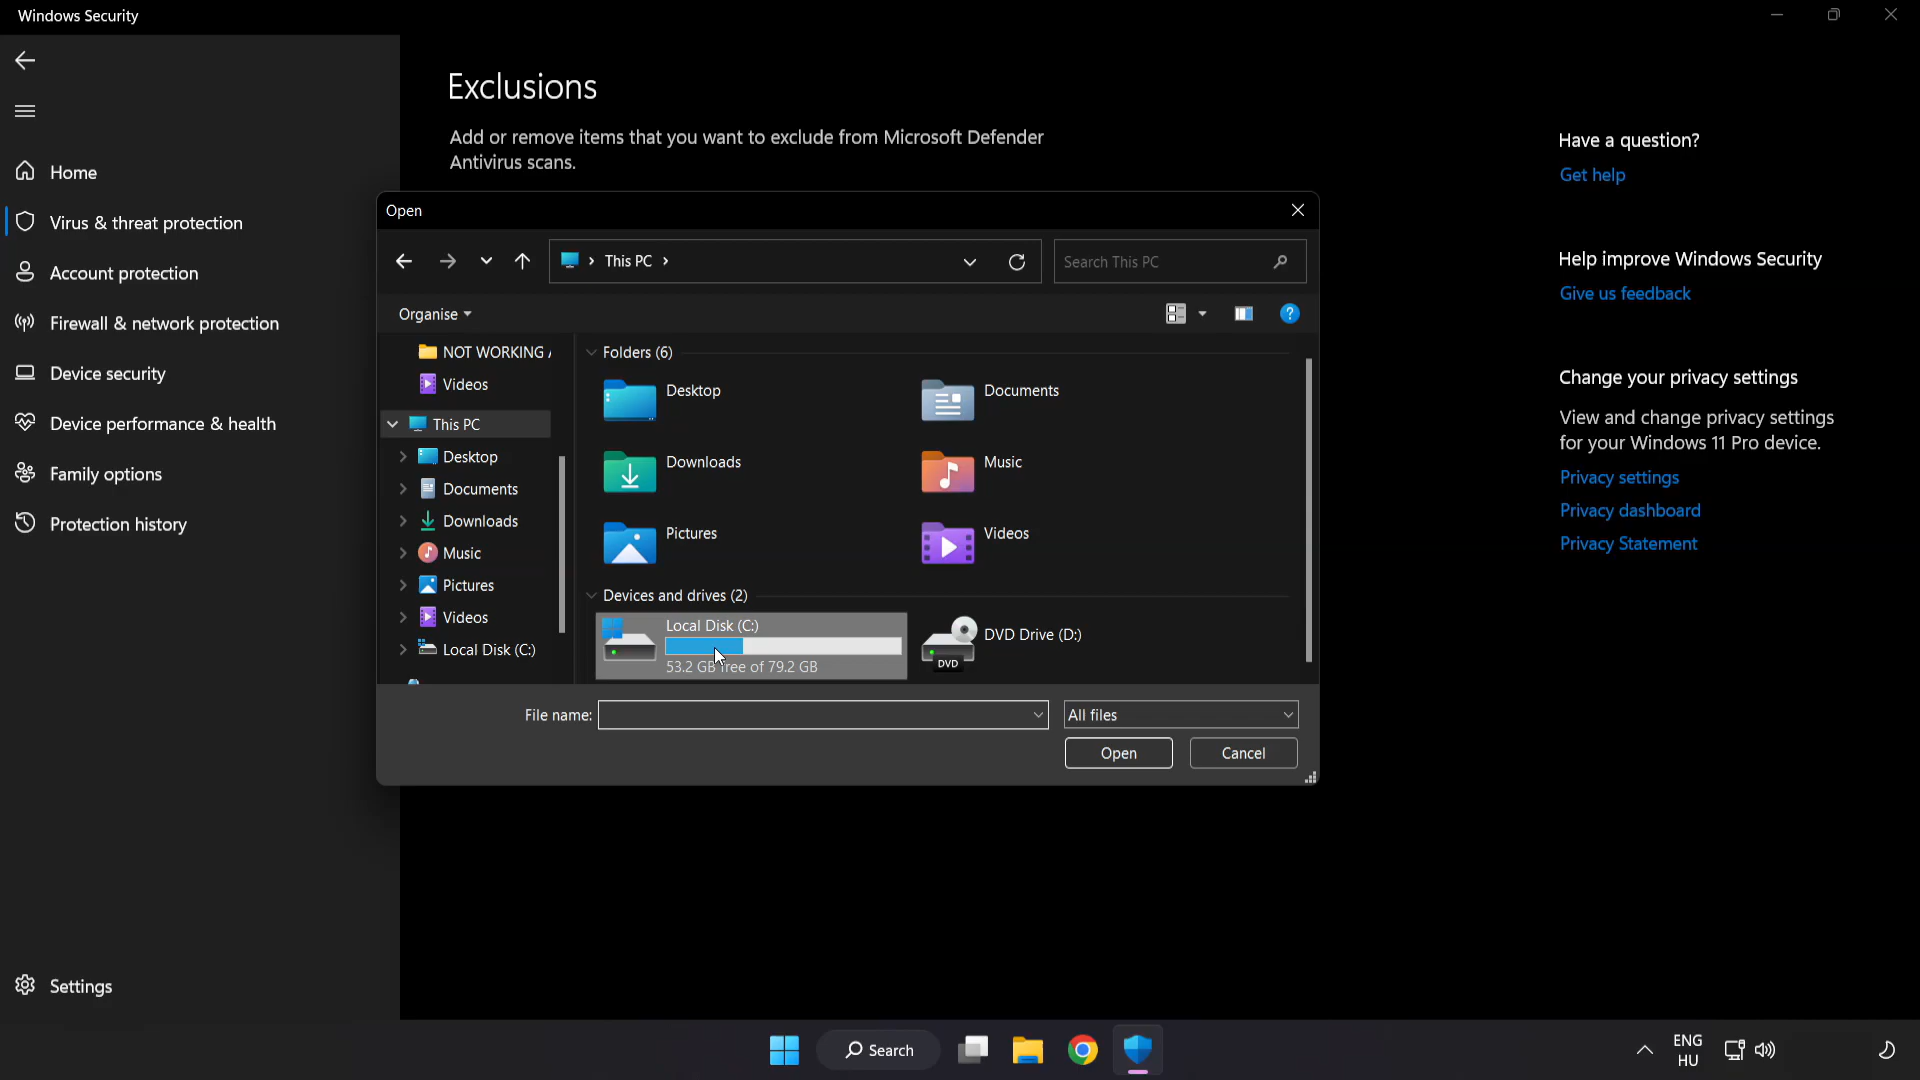 Windows Security
Home
Virus & threat protection
Account protection
Firewall & network protection
Device security
Device performance & health
Family options
Protection history
Settings
Exclusions
Add or remove items that you want to exclude from Microsoft Defender
Antivirus scans.
Open
This PC
Search This PC
Organise
?
NOT WORKING
Videos
This PC
Desktop
Documents
Downloads
Music
Pictures
Videos
Local Disk (C:)
Folders (6)
Desktop
Documents
Downloads
Music
Pictures
Videos
Devices and drives (2)
Local Disk (C:)
53.2 GB free of 79.2 GB
DVD Drive (D:)
DVD
File name:
All files
Open
Cancel
Have a question?
Get help
Help improve Windows Security
Give us feedback
Change your privacy settings
View and change privacy settings
for your Windows 11 Pro device.
Privacy settings
Privacy dashboard
Privacy Statement
Search
ENG
HU